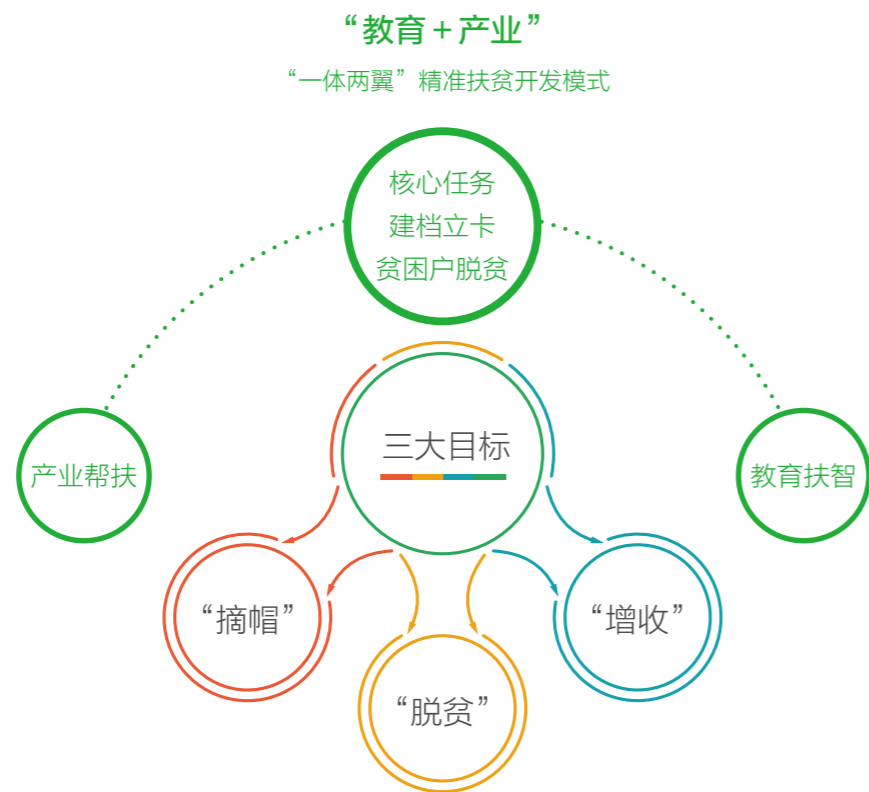 “教育+产业”
“一体两翼”精准扶贫开发模式
核心任务
建档立卡
贫困户脱贫
三大目标
产业帮扶
教育扶智
“摘帽”
“增收”
“脱贫”